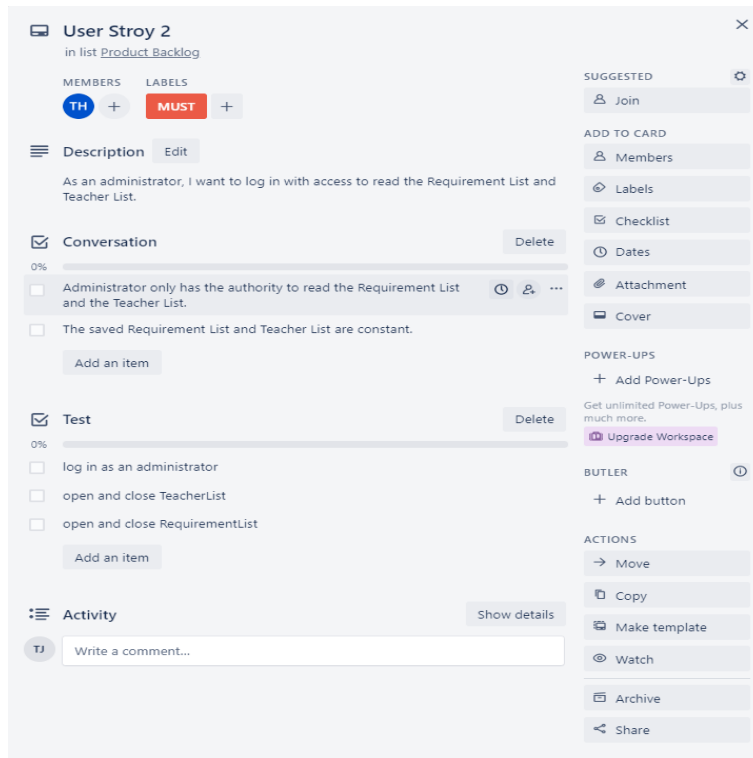 User Stroy 2
in list Product Backlog
MEMBERS LABELS
TH + MUST +
Description Edit
As an administrator, I want to log in with access to read the Requirement List and
Teacher List.
Conversation Delete
0%
Administrator only has the authority to read the Requirement List
and the Teacher List.
The saved Requirement List and Teacher List are constant.
Add an item
Test Delete
0%
log in as an administrator
open and close TeacherList
open and close RequirementList
Add an item
Activity Show details
TJ Write a comment...
SUGGESTED
Join
ADD TO CARD
Members
Labels
Checklist
Dates
Attachment
Cover
POWER-UPS
+ Add Power-Ups
Get unlimited Power-Ups, plus
much more.
Upgrade Workspace
BUTLER
+ Add button
ACTIONS
Move
Copy
Make template
Watch
Archive
Share